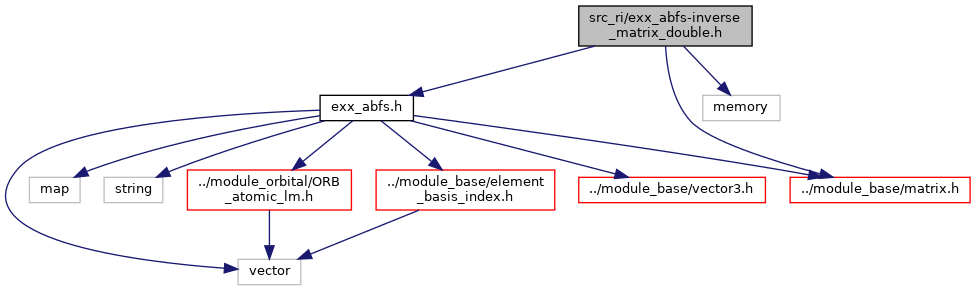 src_ri/exx_abfs-inverse
_matrix_double.h
exx_abfs.h
memory
map
string
../module_orbital/ORB
_atomic_lm.h
../module_base/element
_basis_index.h
../module_base/vector3.h
../module_base/matrix.h
vector